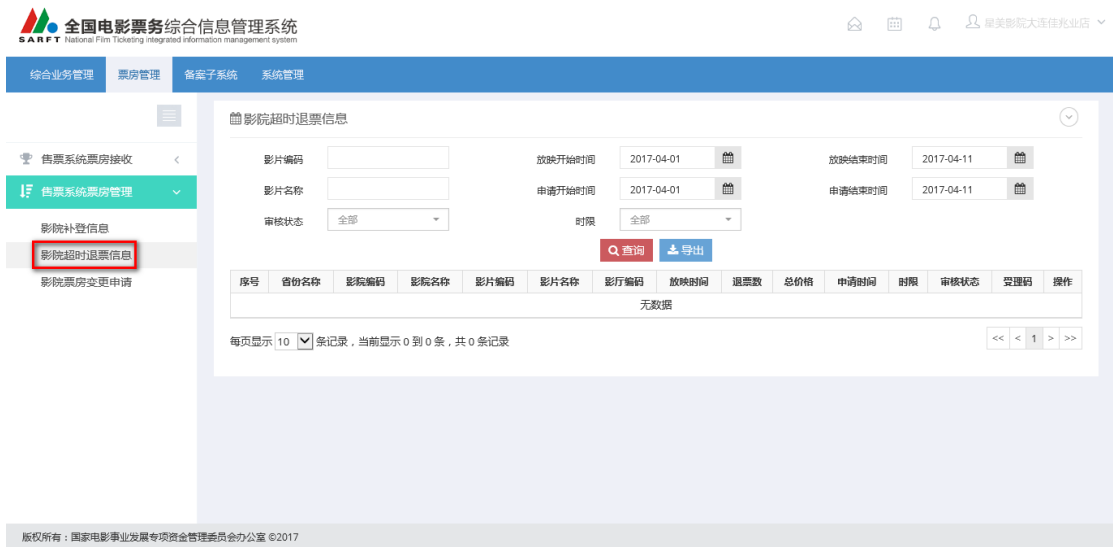 全国电影票务综合信息管理系统
SARFT National Film Ticketing integrated information management system
星美影院大连佳兆业店
综合业务管理 票房管理 备案子系统 系统管理
影院超时退票信息
售票系统票房接收
售票系统票房管理
影院补登信息
影院超时退票信息
影院票房变更申请
影片编码 放映开始时间 2017-04-01 放映结束时间 2017-04-11
影片名称 申请开始时间 2017-04-01 申请结束时间 2017-04-11
审核状态 全部 时限 全部
查询 导出
序号 省份名称 影院编码 影院名称 影片编码 影片名称 影厅编码 放映时间 退票数 总价格 申请时间 时限 审核状态 受理码 操作
无数据
每页显示 10 条记录，当前显示 0 到 0 条，共 0 条记录
<< < 1 > >>
版权所有：国家电影事业发展专项资金管理委员会办公室 ©2017